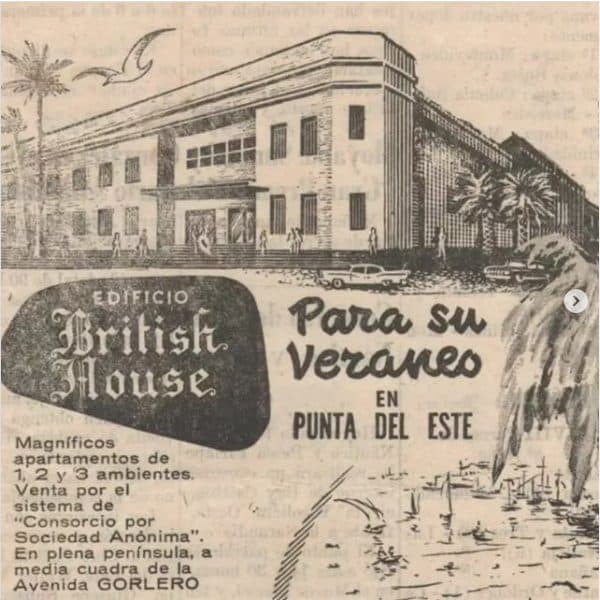 EDIFICIO
British
House
Para su
Veraneo
EN
PUNTA DEL ESTE
Magníficos
apartamentos de
1, 2 y 3 ambientes.
Venta por el
sistema de
"Consorcio por
Sociedad Anónima".
En plena península, a
media cuadra de la
Avenida GORLERO